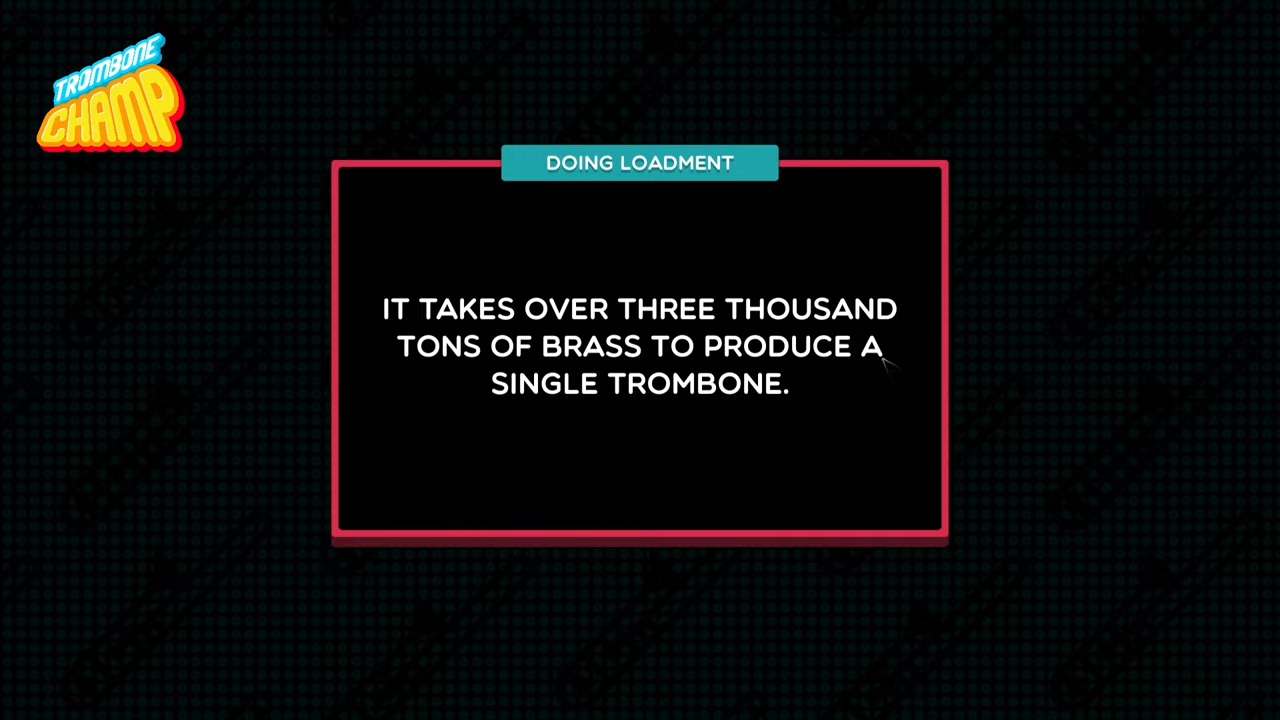 TROMBONE
CHAMP
DOING LOADMENT
IT TAKES OVER THREE THOUSAND
TONS OF BRASS TO PRODUCE A
SINGLE TROMBONE.